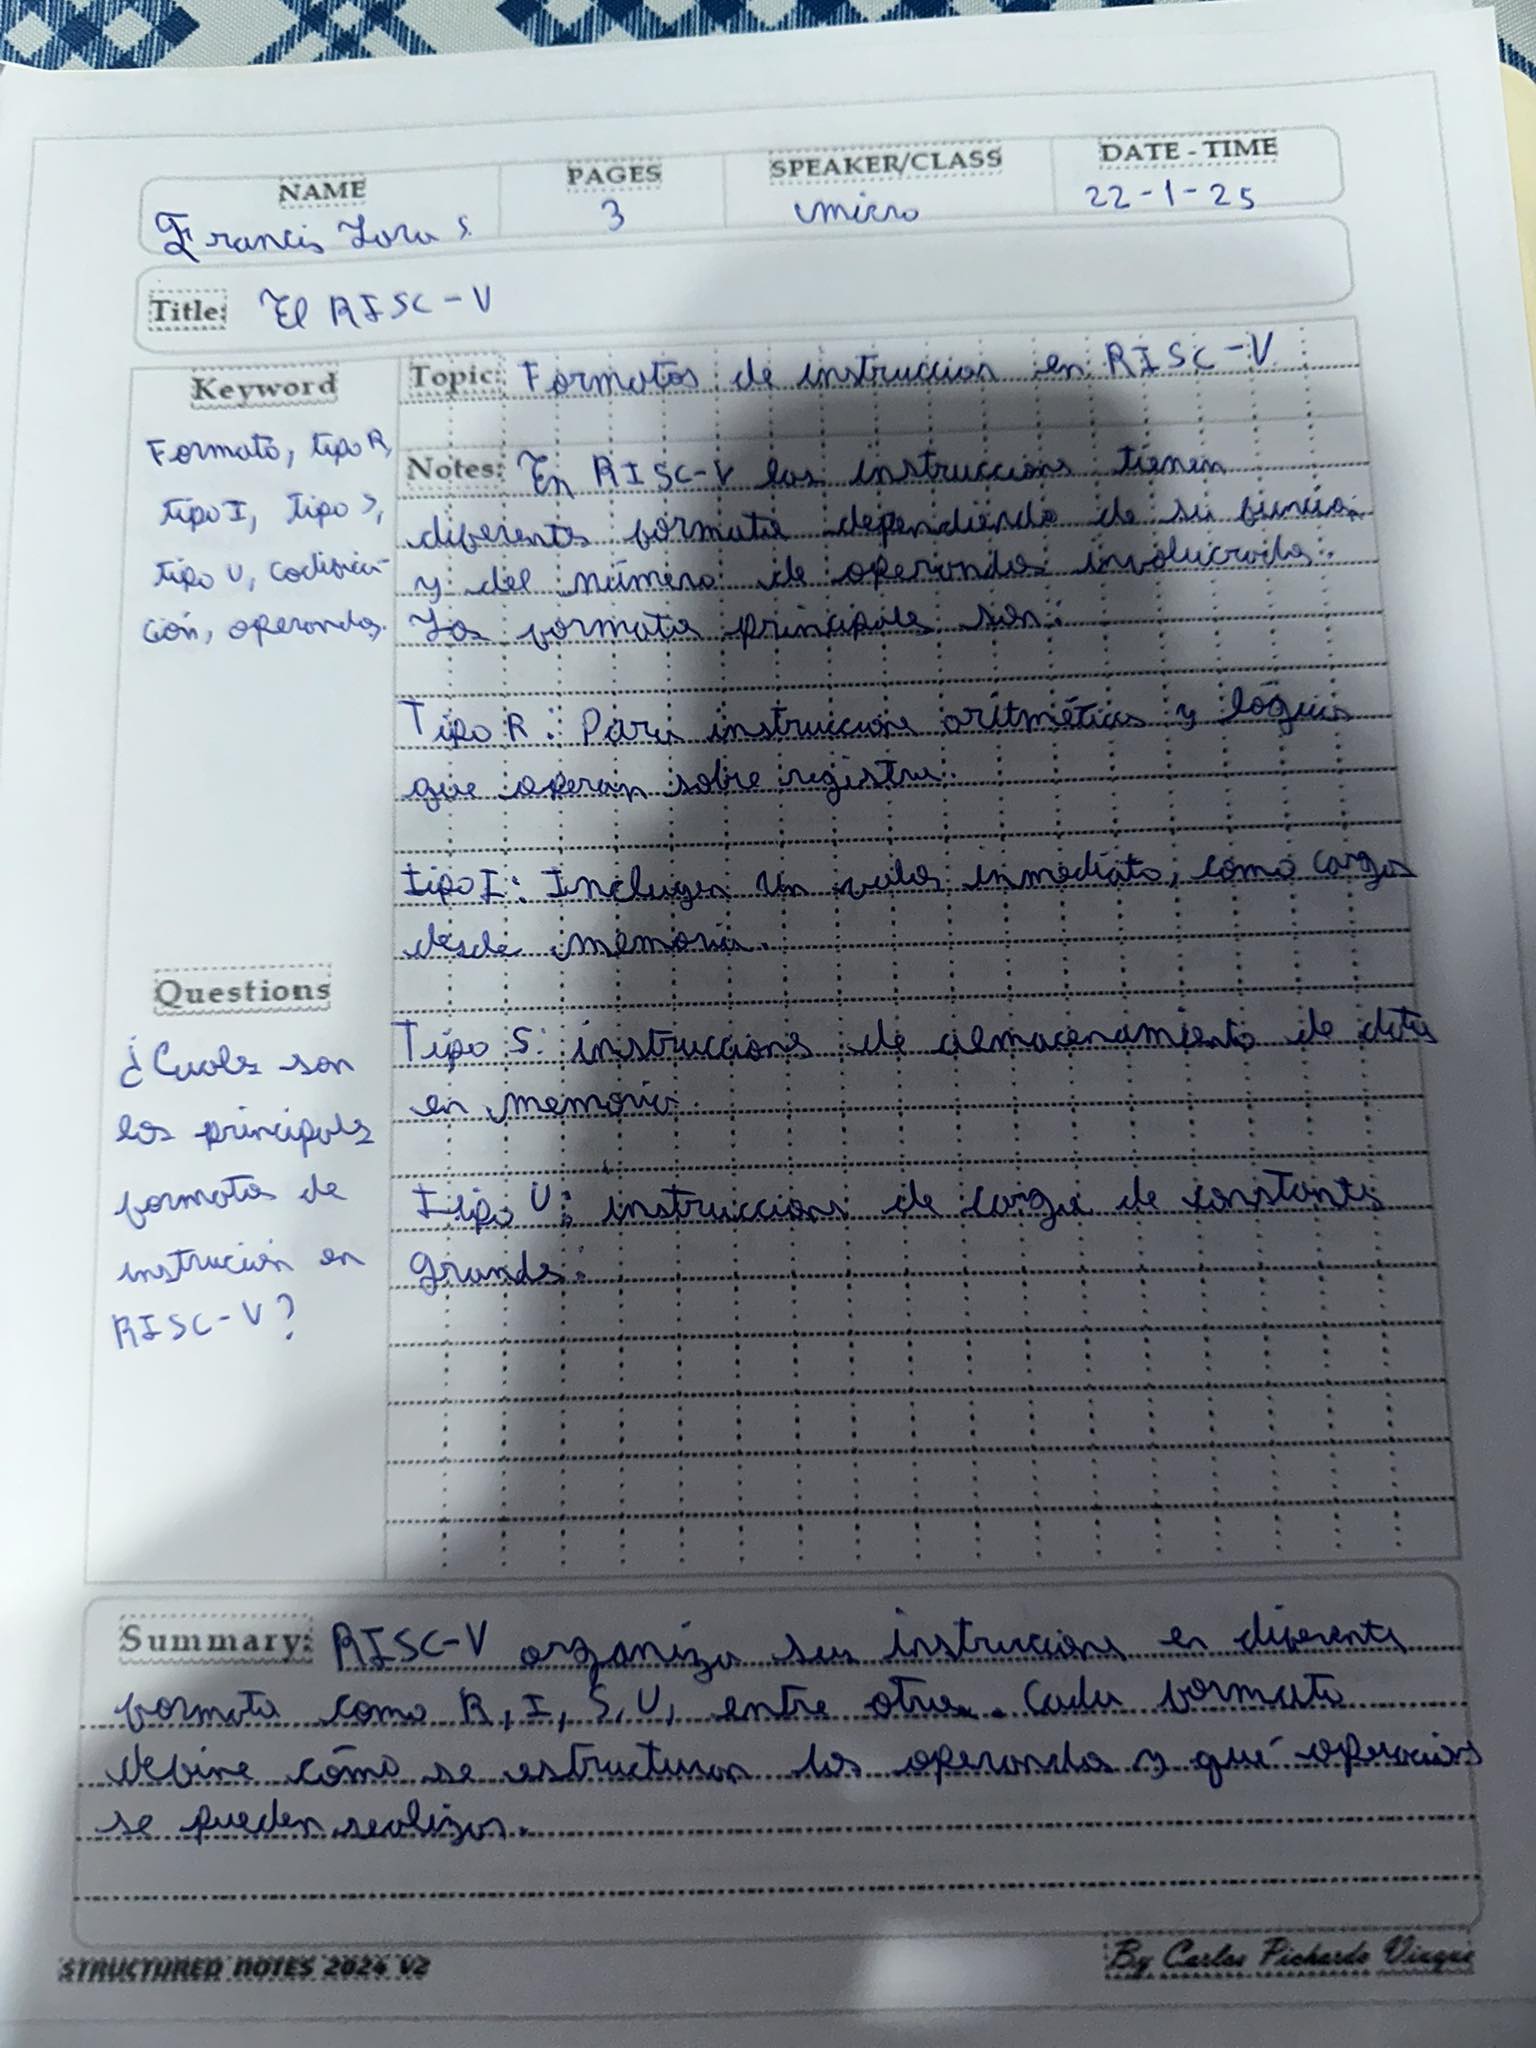 NAME
PAGES
SPEAKER/CLASS
DATE - TIME
Francis Lora S.
3
micro
22-1-25
Title: El RISC-V
Keyword
Formato, tipo R,
tipo I, tipo S,
tipo U, codifica-
ción, operandos.
Topic: Formatos de instruccion en RISC-V
Notes: En RISC-V las instrucciones tienen
diferentes formatos dependiendo de su función
y del número de operandos involucrados.
Los formatos principales son:
Tipo R: Para instrucciones aritméticas y lógicas
que operan sobre registros.
Tipo I: Incluyen un valor inmediato, como cargas
desde memoria.
Tipo S: instrucciones de almacenamiento de datos
en memoria.
Tipo U: instrucciones de carga de constantes
grandes.
Questions
¿Cuales son
los principales
formatos de
instrución en
RISC-V?
Summary: RISC-V organiza sus instrucciones en diferentes
formatos como R, I, S, U, entre otros. Cada formato
define cómo se estructuran los operandos y qué operaciones
se pueden realizar.
STRUCTURED NOTES 2024 V2
By Carlos Pichardo Viuque